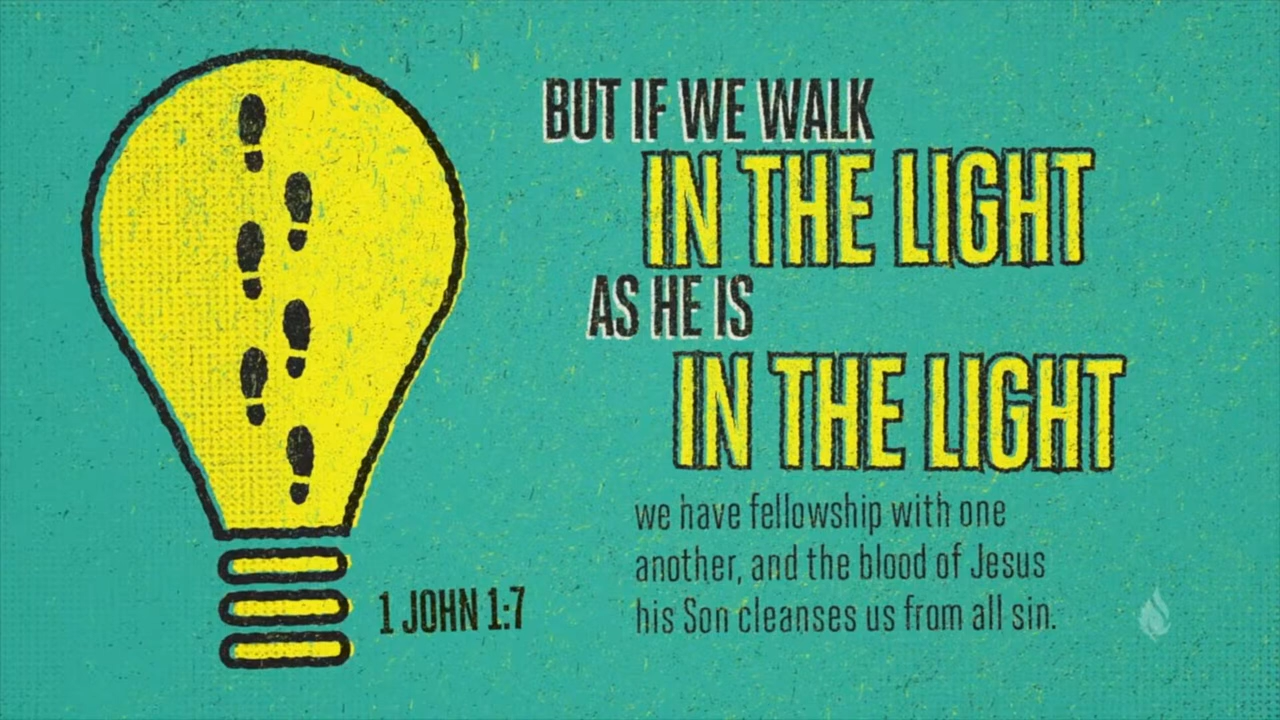 BUT IF WE WALK
IN THE LIGHT
AS HE IS
IN THE LIGHT
we have fellowship with one
another, and the blood of Jesus
his Son cleanses us from all sin.
1 JOHN 1:7